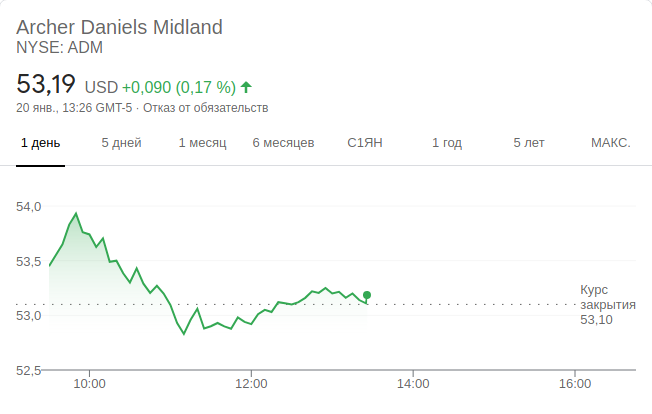 Archer Daniels Midland
NYSE: ADM
53,19 USD +0,090 (0,17 %)
20 янв., 13:26 GMT-5 · Отказ от обязательств
1 день 5 дней 1 месяц 6 месяцев С1ЯН 1 год 5 лет МАКС.
54,0
53,5
Курс
закрытия
53,10
53,0
52,5
10:00 12:00 14:00 16:00